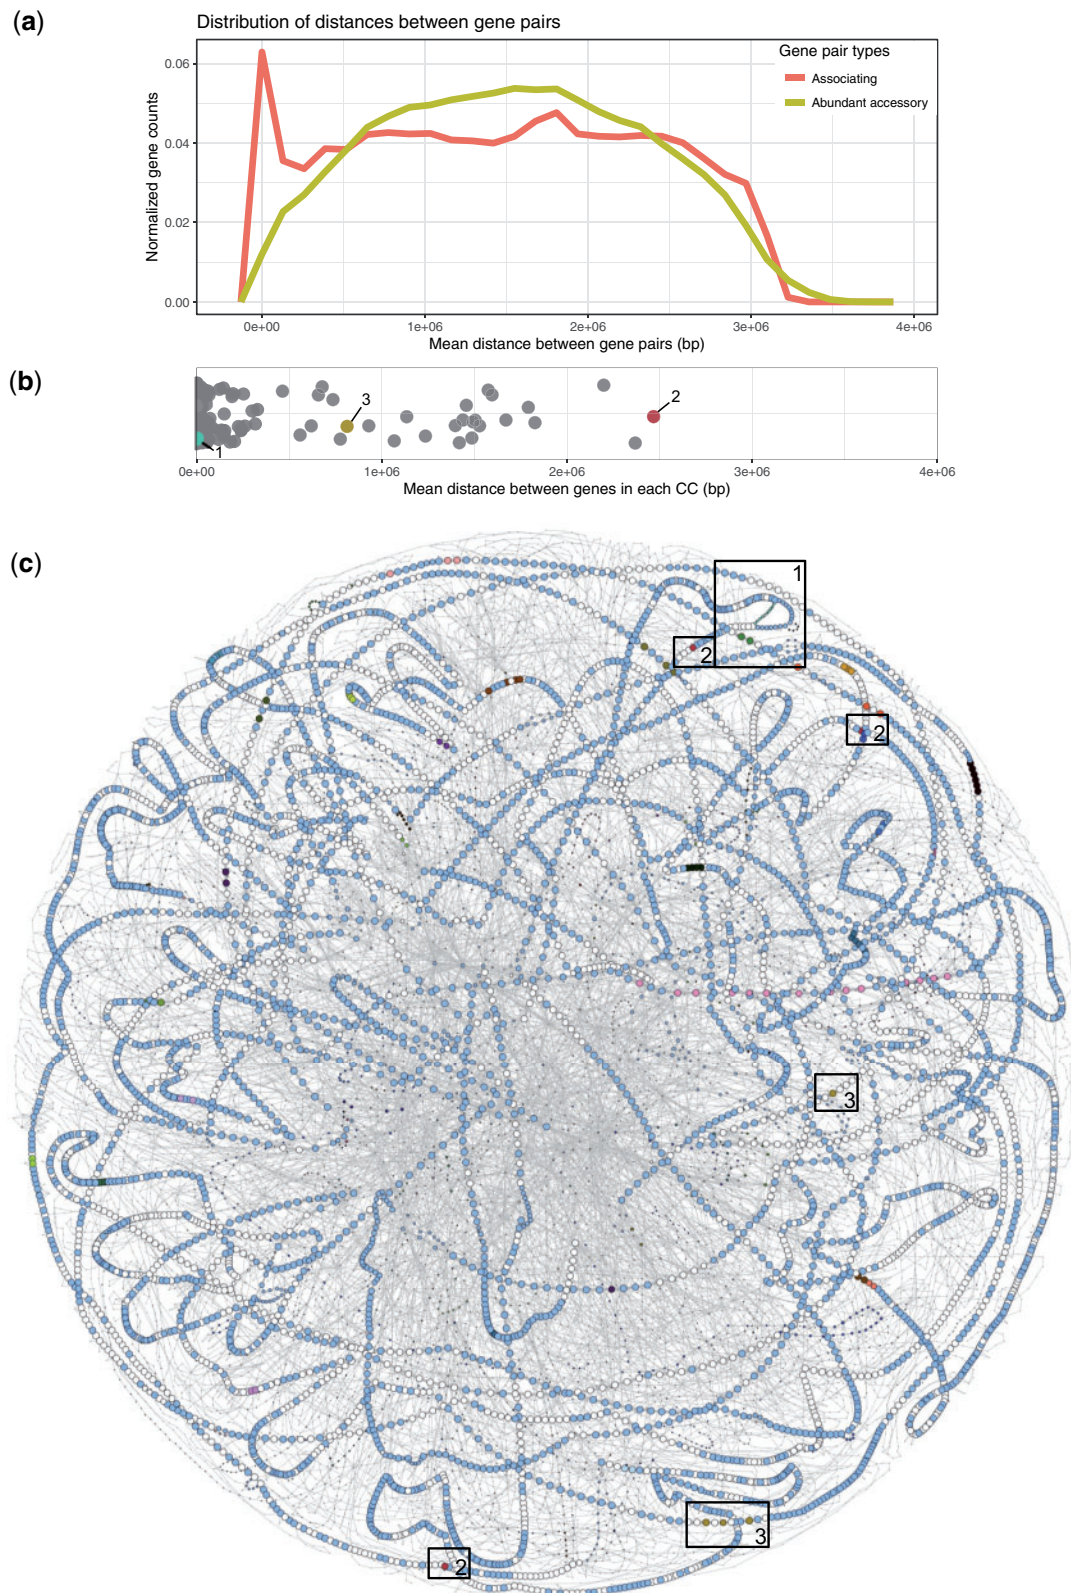 (a)
Distribution of distances between gene pairs
Gene pair types
Associating
Abundant accessory
Normalized gene counts
0.06
0.04
0.02
0.00
0e+00 1e+06 2e+06 3e+06 4e+06
Mean distance between gene pairs (bp)
(b)
3
2
1
0e+00 1e+06 2e+06 3e+06 4e+06
Mean distance between genes in each CC (bp)
(c)
1
2
2
3
3
2